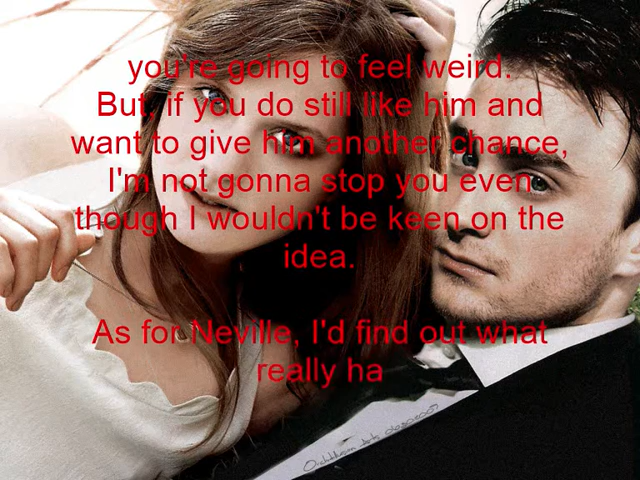 you're going to feel weird.
But, if you do still like him and
want to give him another chance,
I'm not gonna stop you even
though I wouldn't be keen on the
idea.
As for Neville, I'd find out what
really ha